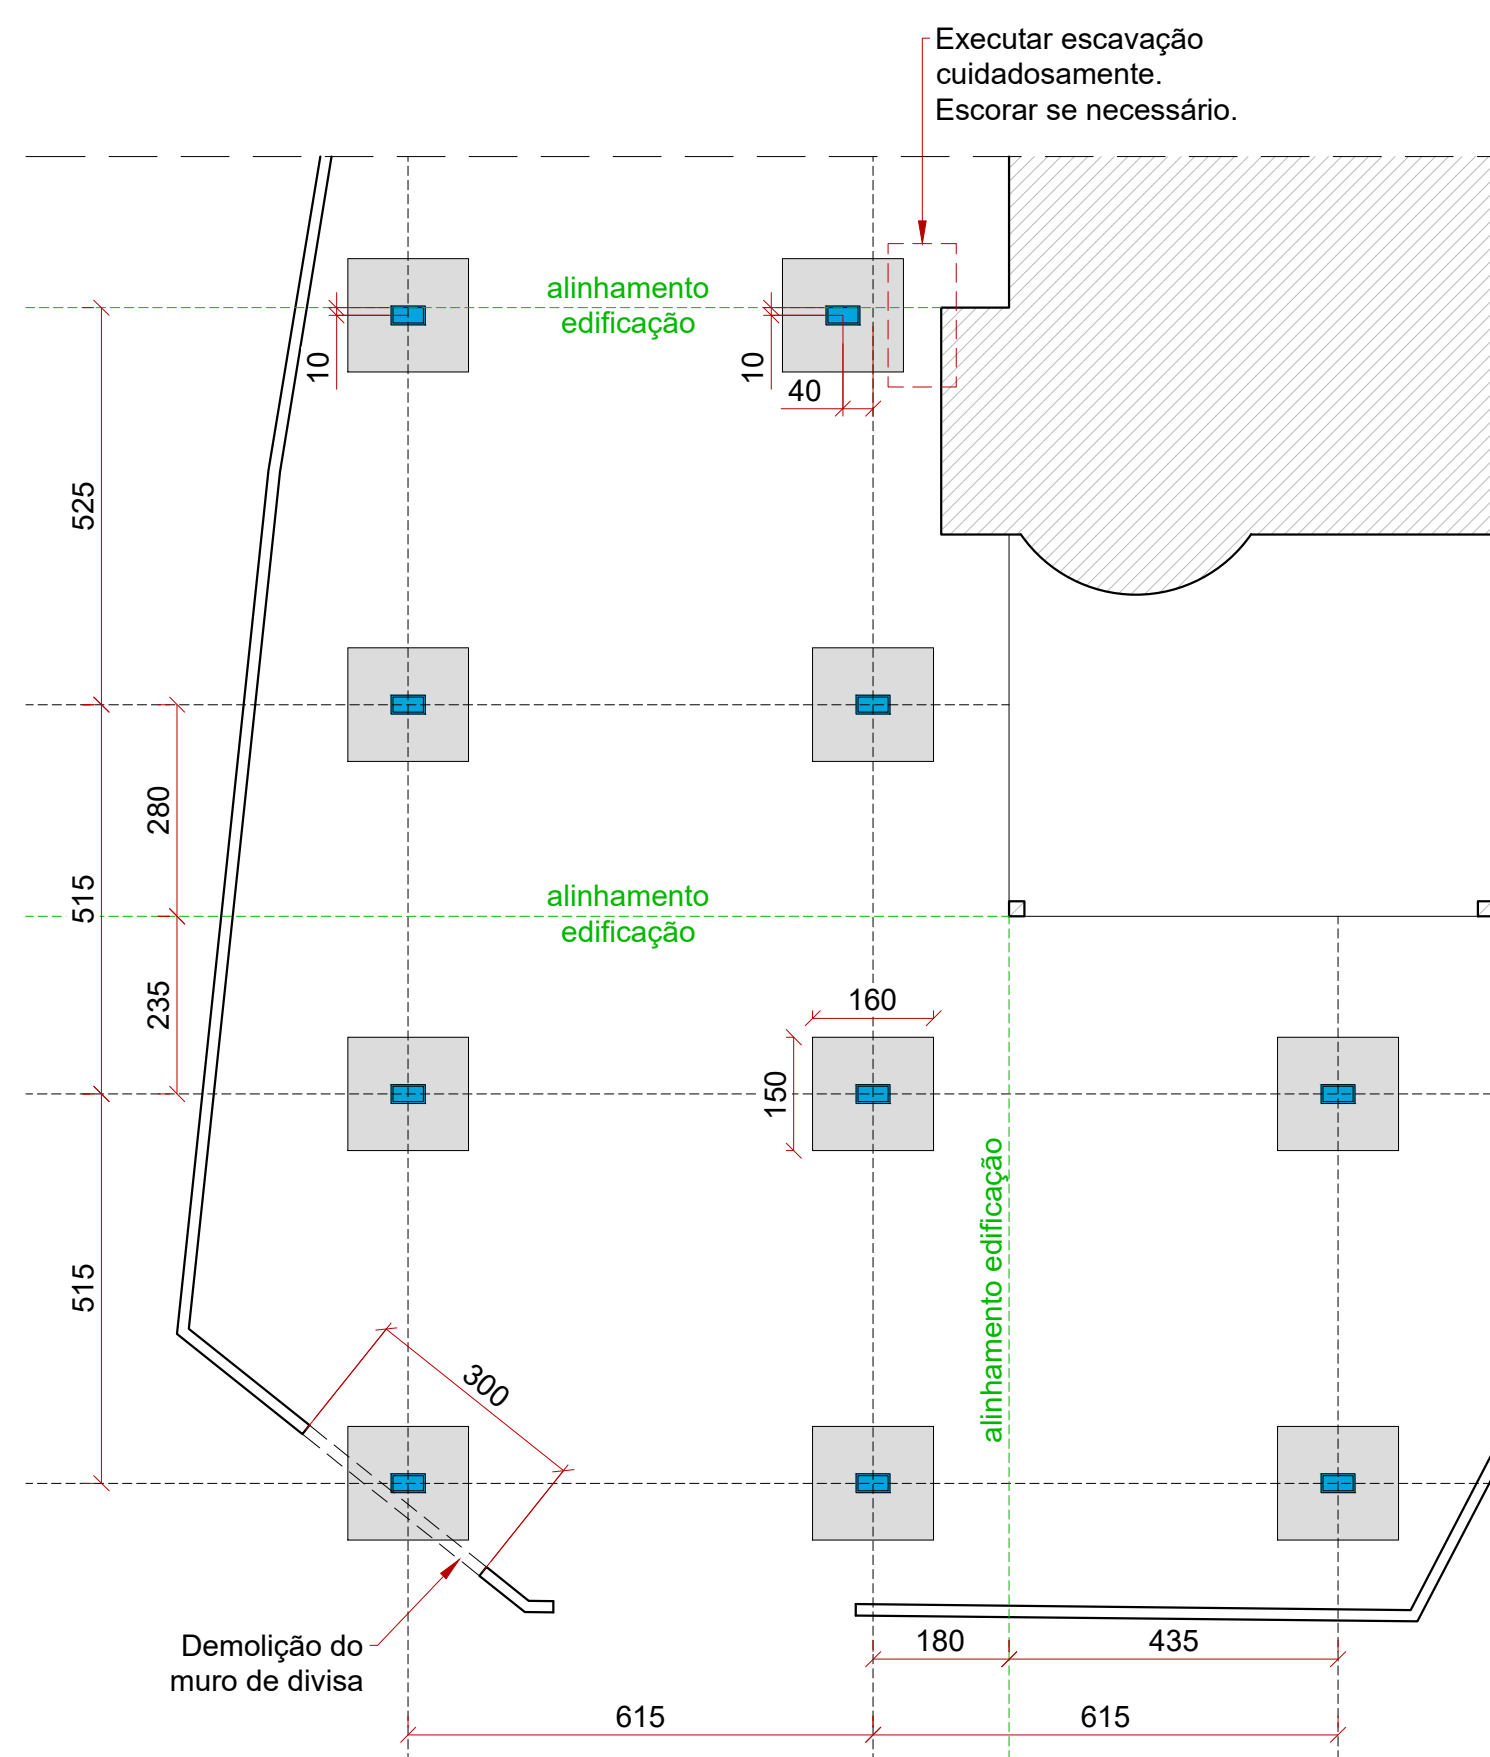 Executar escavação
cuidadosamente.
Escorar se necessário.
alinhamento
edificação
10
10
40
525
280
515
alinhamento
edificação
235
160
150
alinhamento edificação
515
300
Demolição do
muro de divisa
180
435
615
615